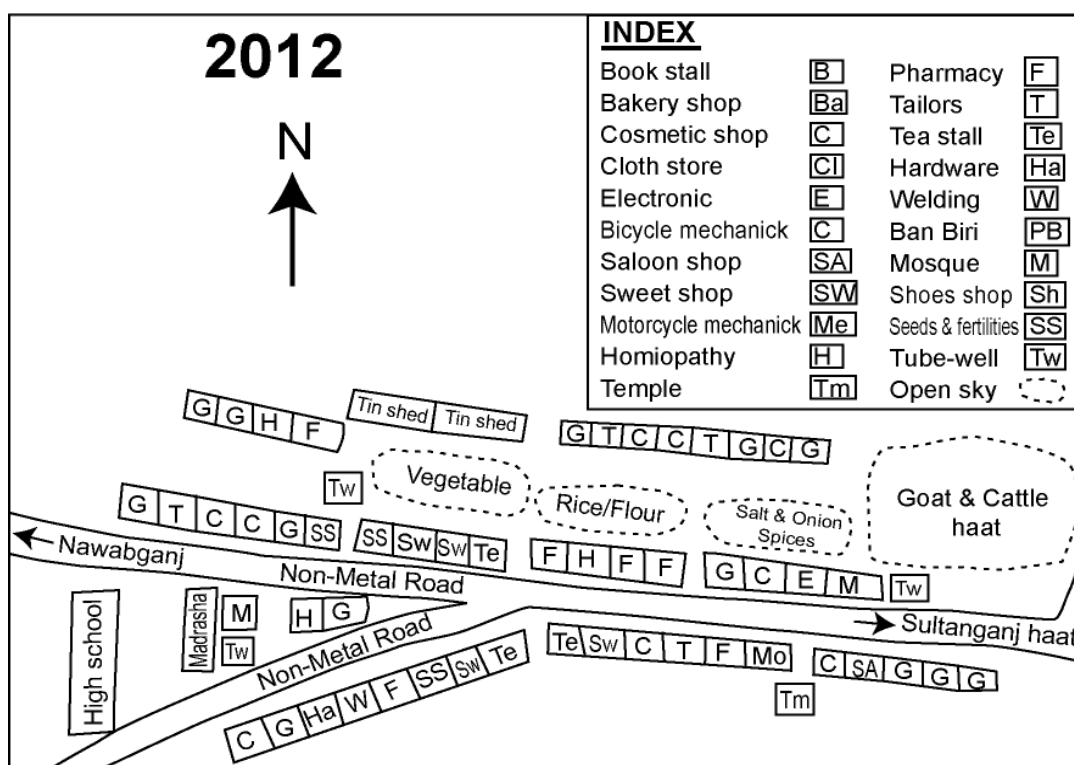 2012
N
INDEX
Book stall B Pharmacy F
Bakery shop Ba Tailors T
Cosmetic shop C Tea stall Te
Cloth store Cl Hardware Ha
Electronic E Welding W
Bicycle mechanick C Ban Biri PB
Saloon shop SA Mosque M
Sweet shop SW Shoes shop Sh
Motorcycle mechanick Me Seeds & fertilities SS
Homiopathy H Tube-well Tw
Temple Tm Open sky
G G H F
Tin shed Tin shed
G T C C T G C G
Tw
Vegetable
Rice/Flour
Salt & Onion
Spices
Goat & Cattle
haat
G T C C G SS
SS Sw Sw Te
F H F F
G C E M
Tw
Nawabganj
Non-Metal Road
Sultanganj haat
High school
Madrasha
M
Tw
H G
Non-Metal Road
Te Sw C T F Mo
C SA G G G
Tm
C G Ha W F SS Sw Te